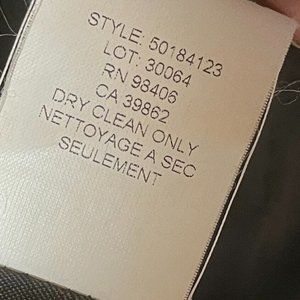 STYLE: 50184123
LOT: 30064
RN 98406
CA 39862
DRY CLEAN ONLY
NETTOYAGE A SEC
SEULEMENT